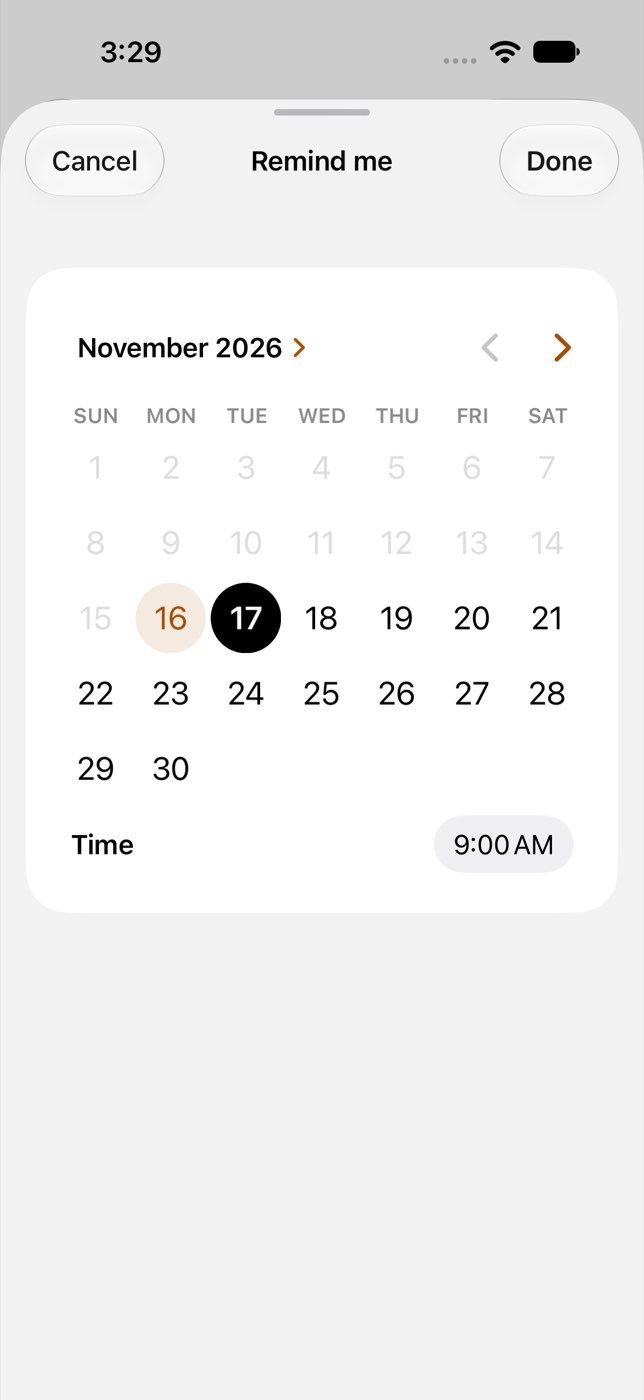 3:29
Cancel Remind me Done
November 2026
SUN MON TUE WED THU FRI SAT
1 2 3 4 5 6 7
8 9 10 11 12 13 14
15 16 17 18 19 20 21
22 23 24 25 26 27 28
29 30
Time 9:00 AM